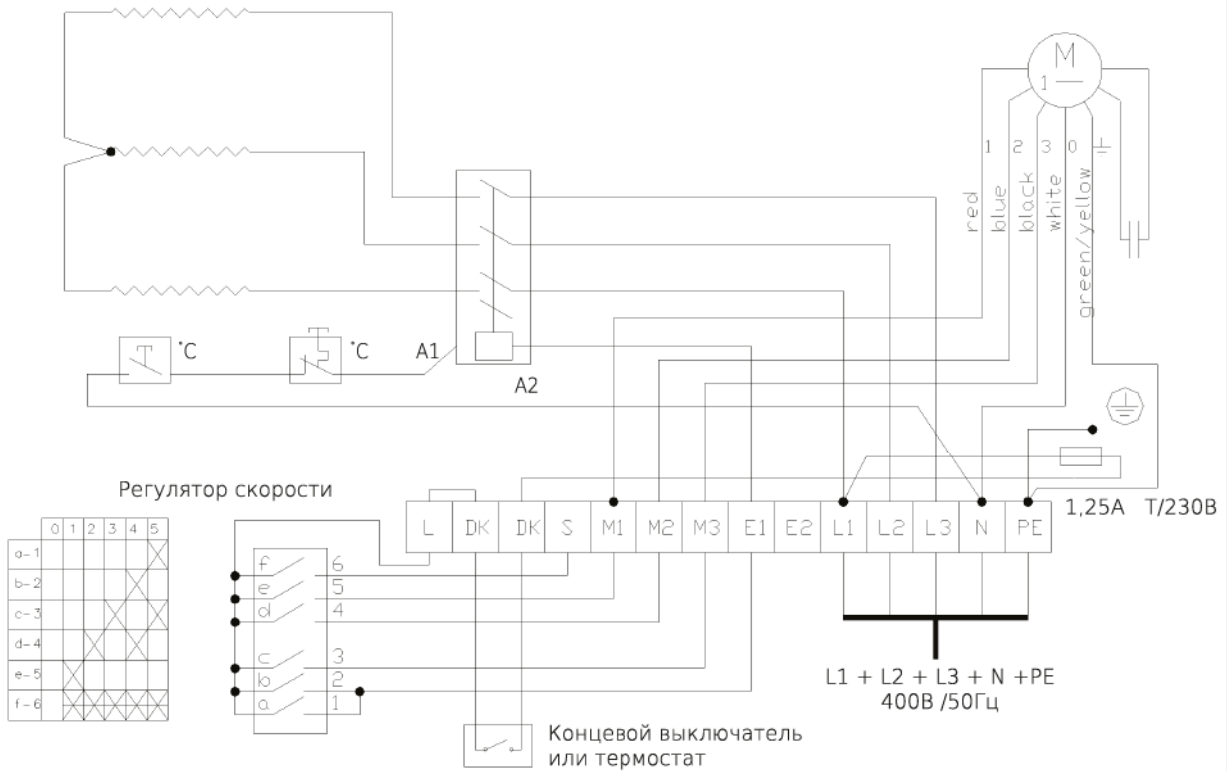 M
1
1 2 3 0
red
blue
black
white
green/yellow
°C
°C
A1
A2
Регулятор скорости
1,25A T/230В
L DK DK S M1 M2 M3 E1 E2 L1 L2 L3 N PE
0 1 2 3 4 5
a-1
b-2
c-3
d-4
e-5
f-6
f 6
e 5
d 4
c 3
b 2
a 1
L1 + L2 + L3 + N +PE
400В /50Гц
Концевой выключатель
или термостат